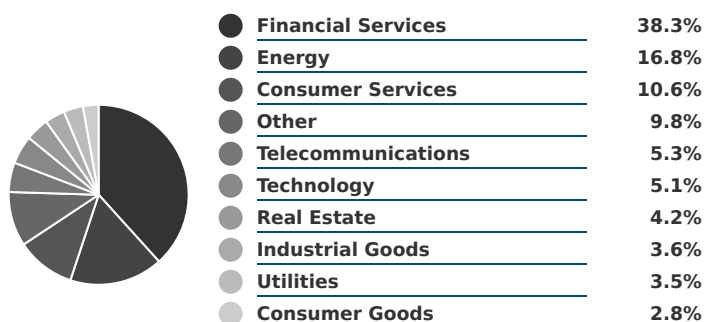 Financial Services 38.3%
Energy 16.8%
Consumer Services 10.6%
Other 9.8%
Telecommunications 5.3%
Technology 5.1%
Real Estate 4.2%
Industrial Goods 3.6%
Utilities 3.5%
Consumer Goods 2.8%